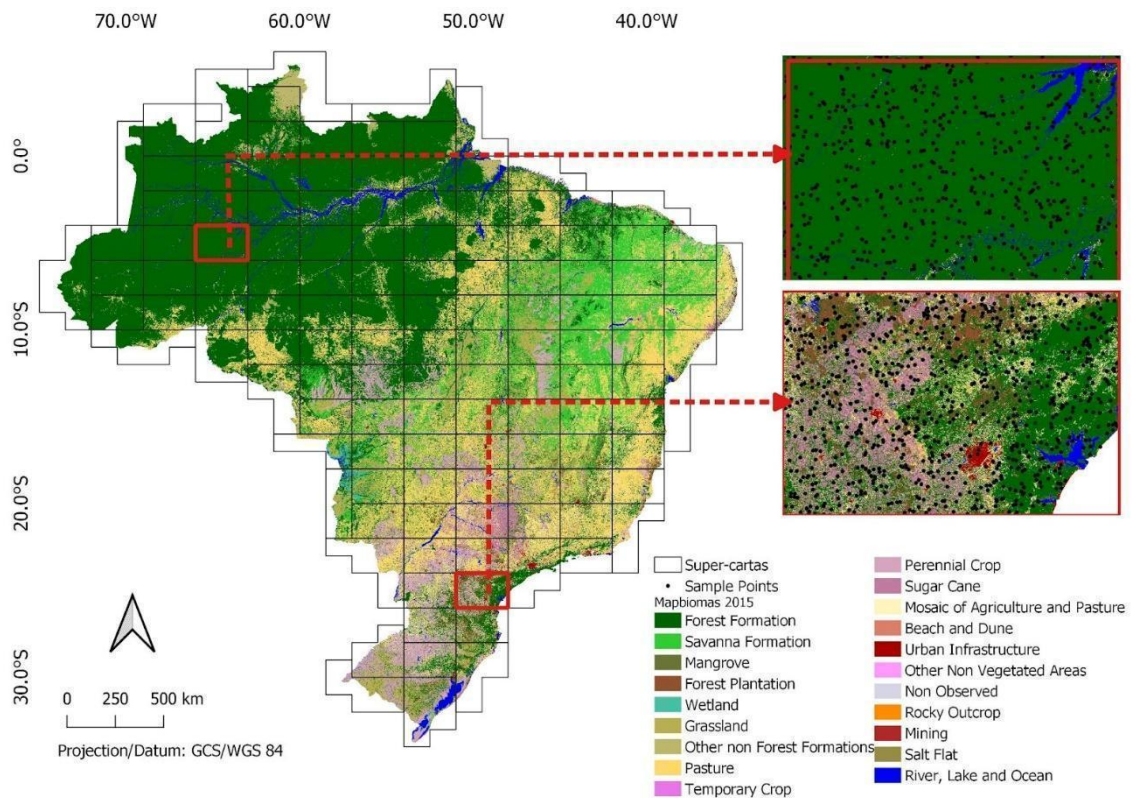 70.0°W 60.0°W 50.0°W 40.0°W
0.0°
10.0°S
20.0°S
30.0°S
0 250 500 km
Projection/Datum: GCS/WGS 84
Super-cartas
Sample Points
Mapbiomas 2015
Forest Formation
Savanna Formation
Mangrove
Forest Plantation
Wetland
Grassland
Other non Forest Formations
Pasture
Temporary Crop
Perennial Crop
Sugar Cane
Mosaic of Agriculture and Pasture
Beach and Dune
Urban Infrastructure
Other Non Vegetated Areas
Non Observed
Rocky Outcrop
Mining
Salt Flat
River, Lake and Ocean